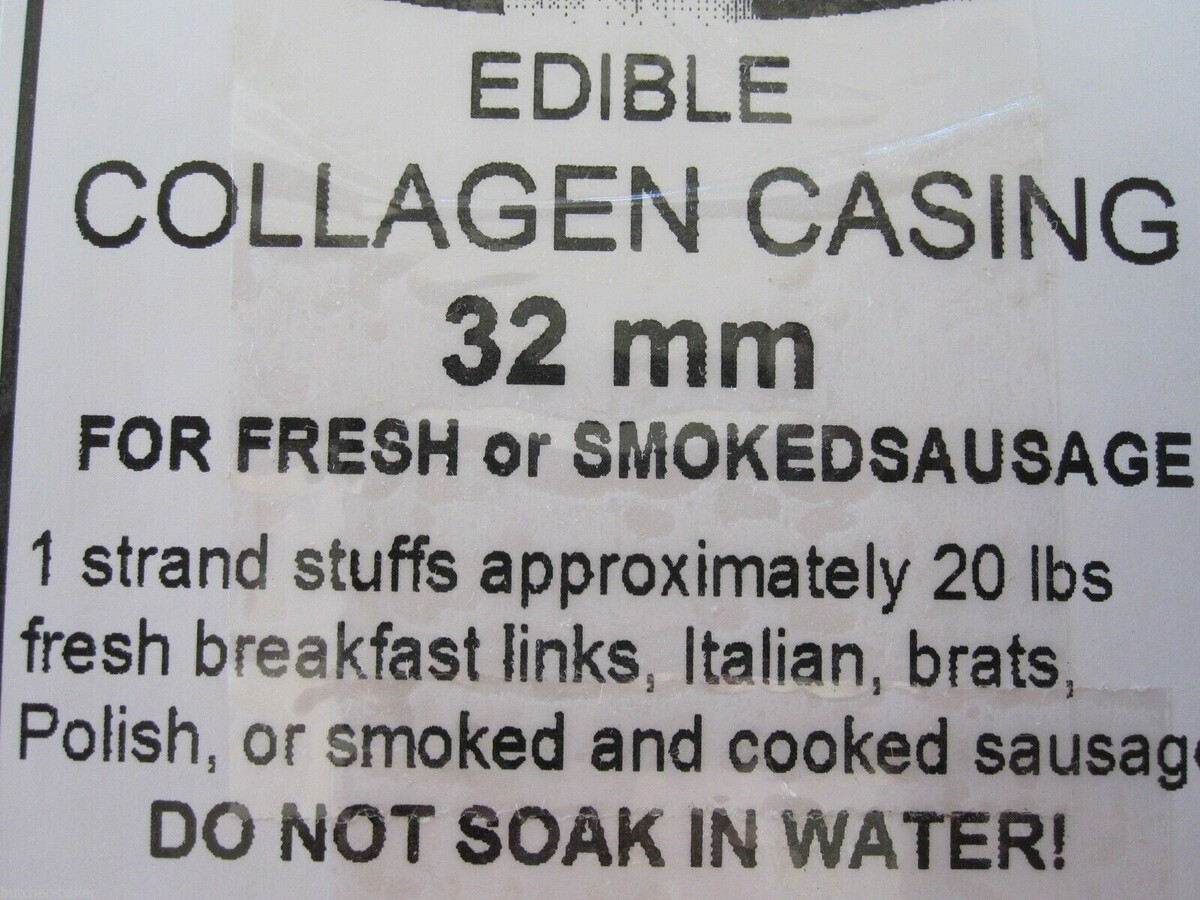 EDIBLE
COLLAGEN CASING
32 mm
FOR FRESH or SMOKEDSAUSAGE
1 strand stuffs approximately 20 lbs
fresh breakfast links, Italian, brats,
Polish, or smoked and cooked sausag
DO NOT SOAK IN WATER!